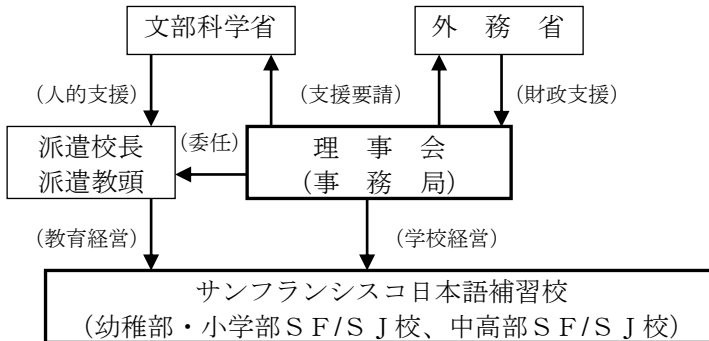 文部科学省
外　務　省
（人的支援）
（支援要請）
（財政支援）
派遣校長
派遣教頭
（委任）
理　事　会
（事　務　局）
（教育経営）
（学校経営）
サンフランシスコ日本語補習校
（幼稚部・小学部ＳＦ/ＳＪ校、中高部ＳＦ/ＳＪ校）